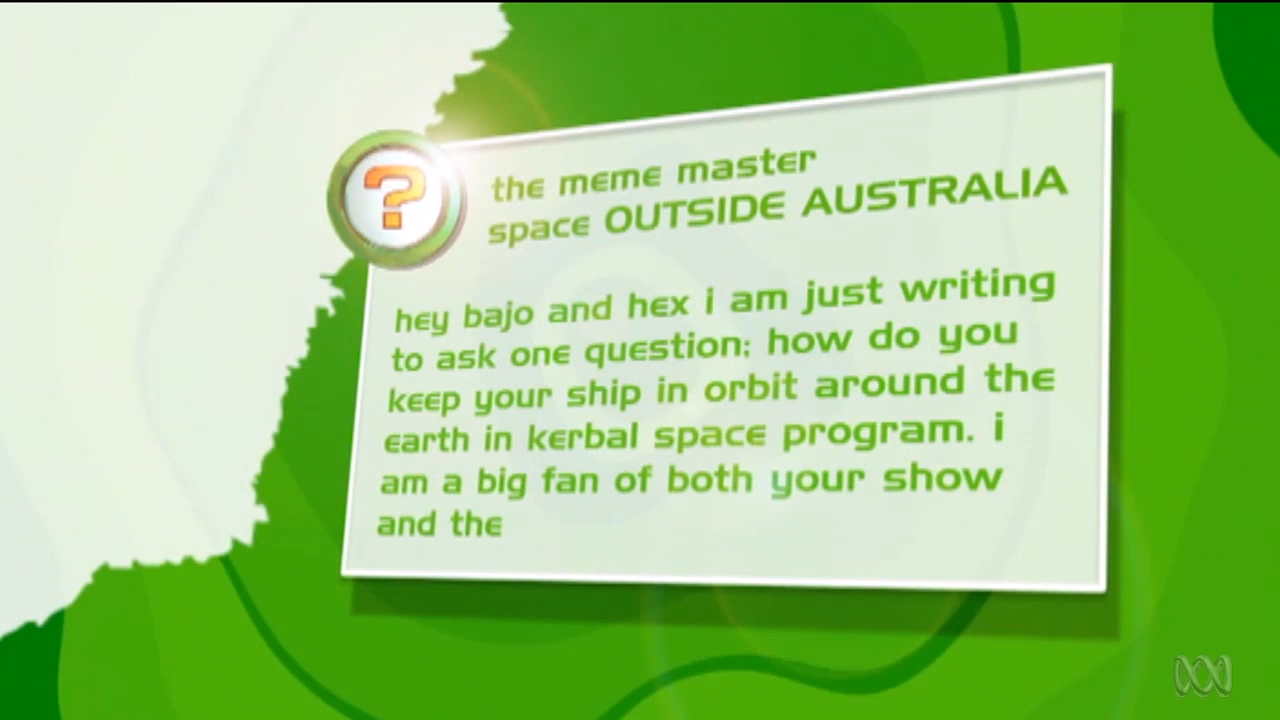 ?
the meme master
space OUTSIDE AUSTRALIA
hey bajo and hex i am just writing
to ask one question: how do you
keep your ship in orbit around the
earth in kerbal space program. i
am a big fan of both your show
and the